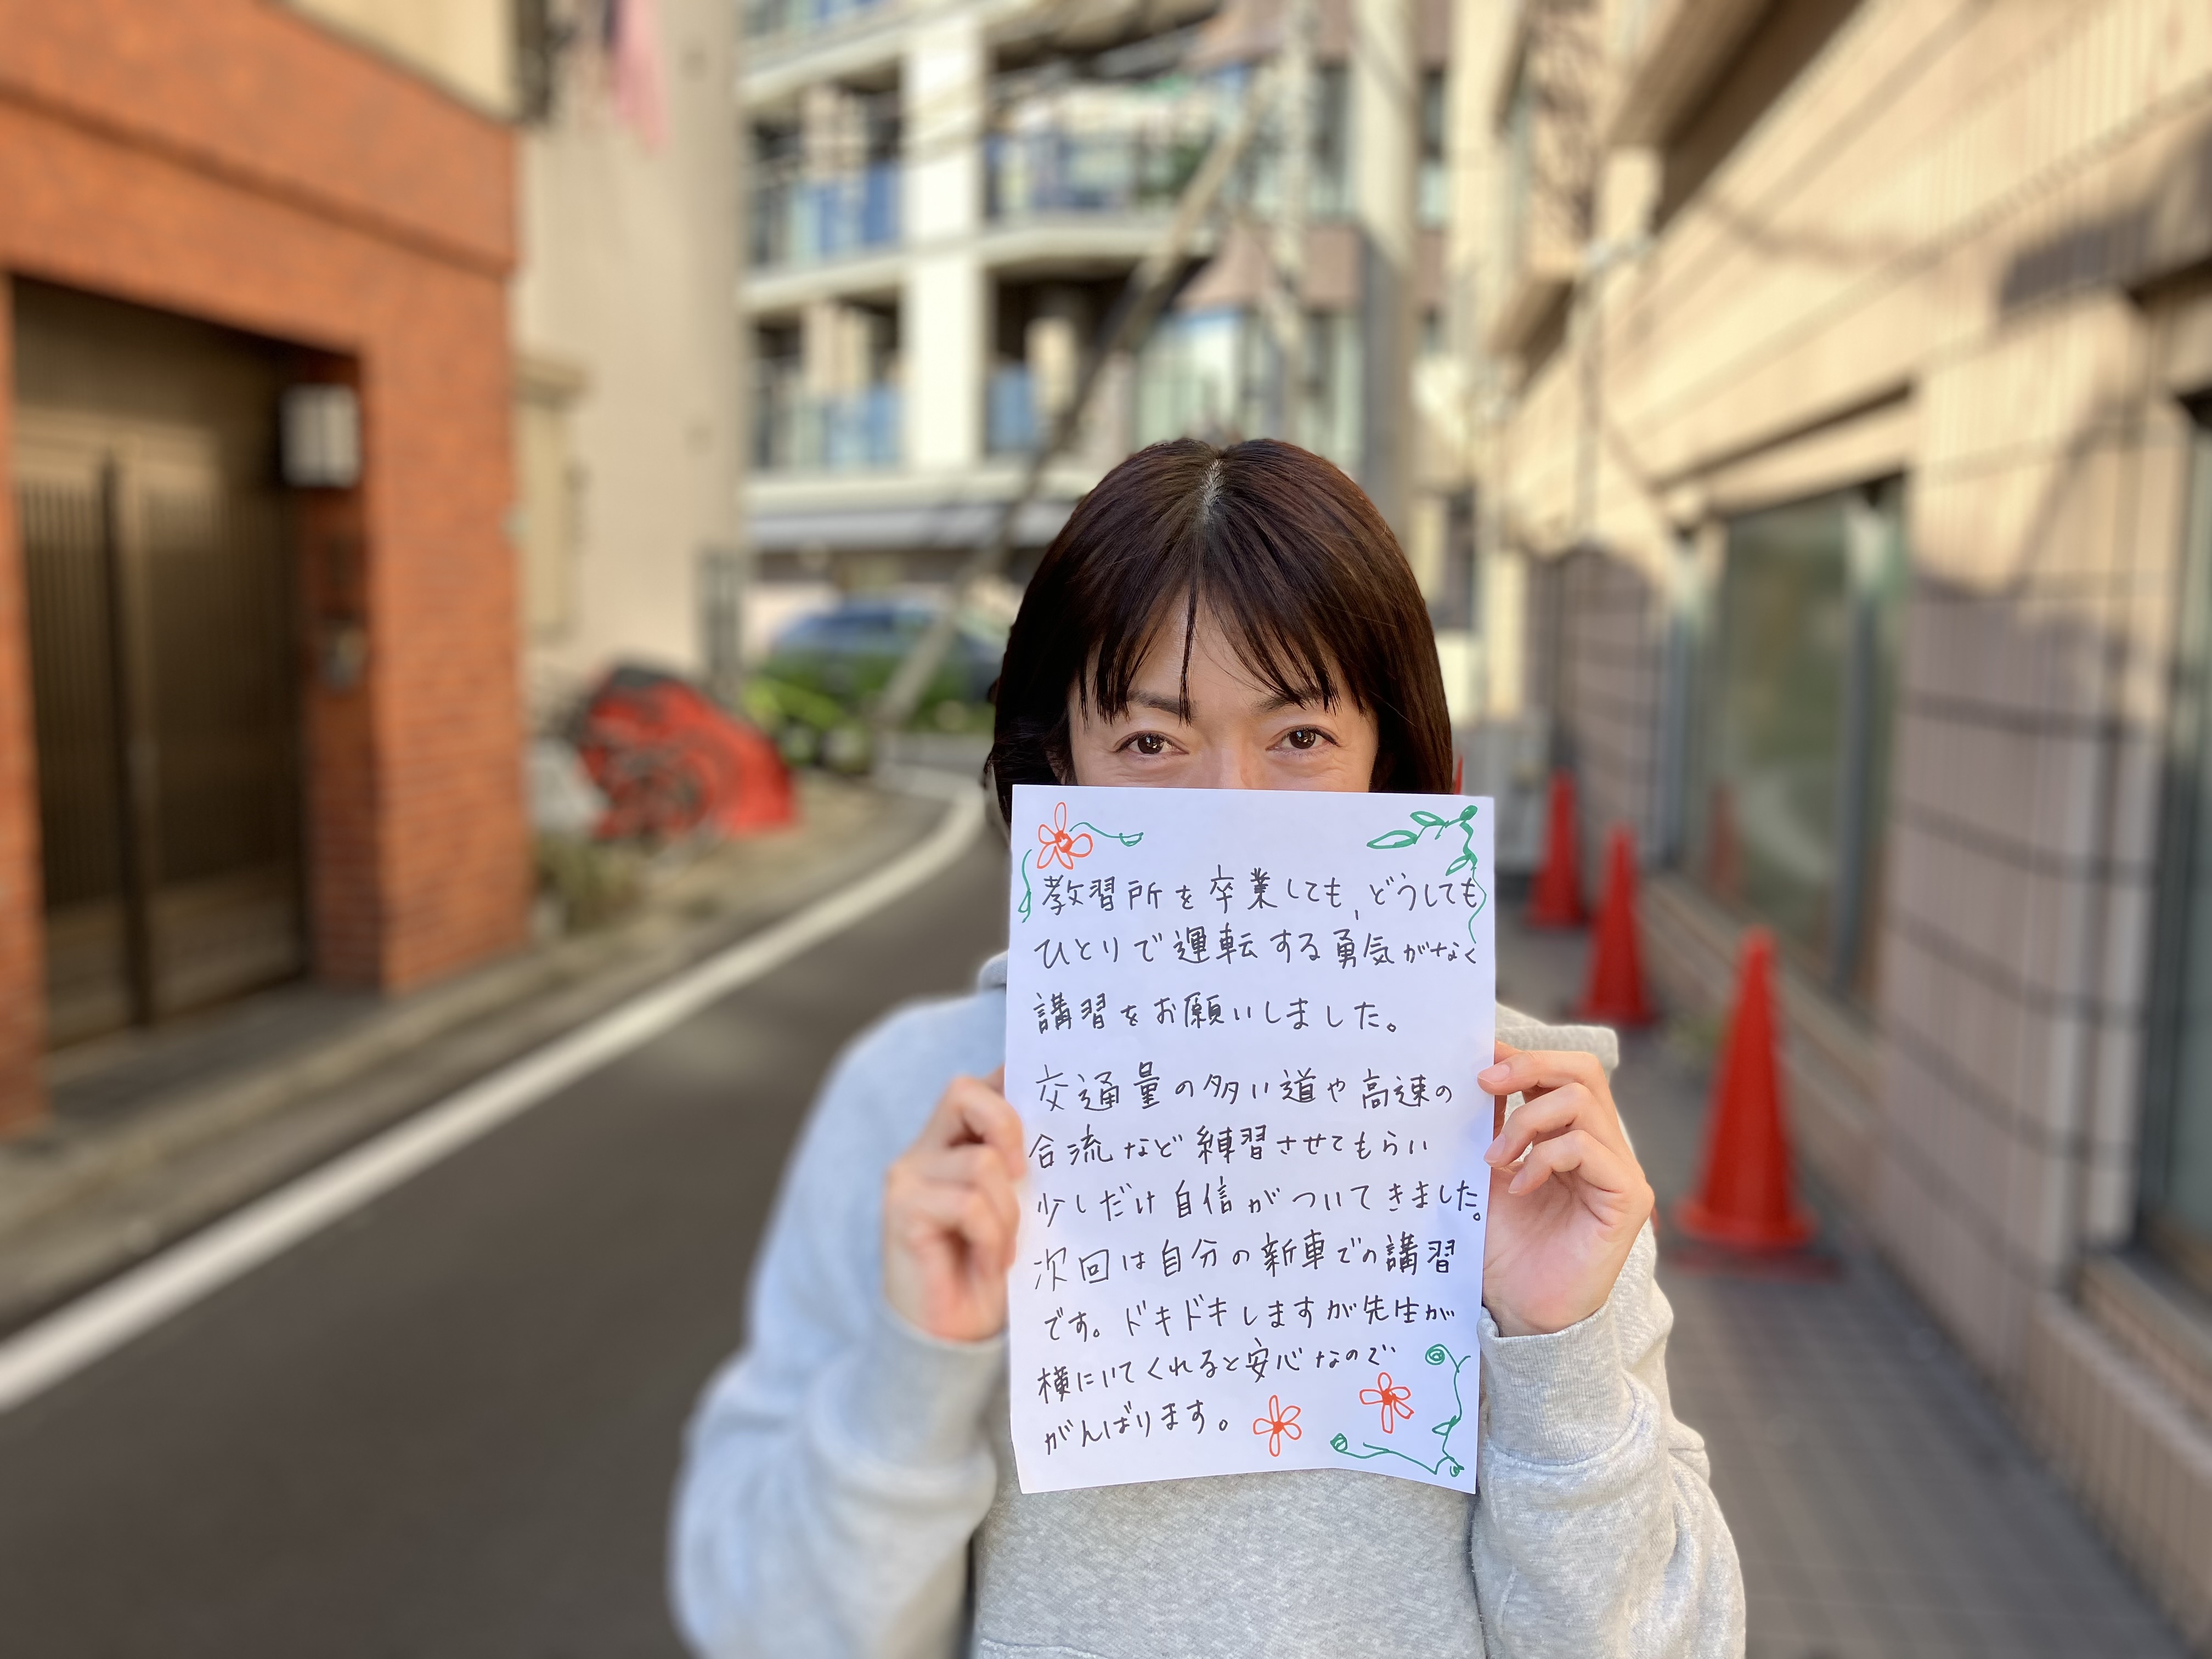 教習所を卒業しても、どうしても
ひとりで運転する勇気がなく
講習をお願いしました。
交通量の多い道や高速の
合流など練習させてもらい
少しだけ自信がついてきました。
次回は自分の新車での講習
です。ドキドキしますが先生が
横にいてくれると安心なので
がんばります。